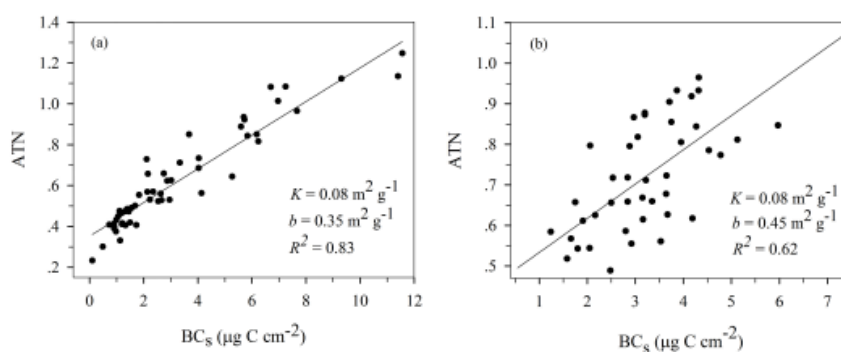 (a)
ATN
1.4
1.2
1.0
.8
.6
.4
.2
K = 0.08 m² g⁻¹
b = 0.35 m² g⁻¹
R² = 0.83
0 2 4 6 8 10 12
BCs (μg C cm⁻²)
(b)
ATN
1.1
1.0
.9
.8
.7
.6
.5
K = 0.08 m² g⁻¹
b = 0.45 m² g⁻¹
R² = 0.62
1 2 3 4 5 6 7
BCs (μg C cm⁻²)